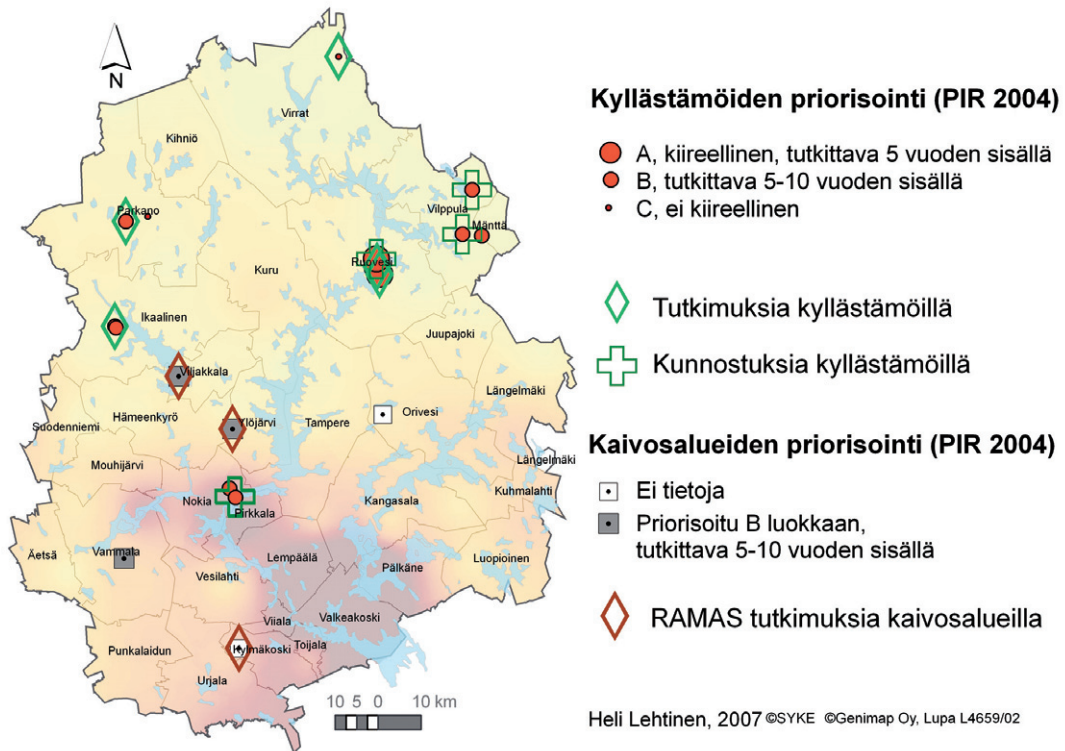 N
Virrat
Kihniö
Parkano
Vilppula
Mänttä
Ruovesi
Kuru
Ikaalinen
Juupajoki
Viljakkala
Längelmäki
Hämeenkyrö
Ylöjärvi
Tampere
Orivesi
Suodenniemi
Mouhijärvi
Längelmäki
Kuhmalahti
Nokia
Pirkkala
Kangasala
Äetsä
Vammala
Vesilahti
Lempäälä
Pälkäne
Luopioinen
Viiala
Valkeakoski
Punkalaidun
Kylmäkoski
Toijala
Urjala
10 5 0 10 km
Kyllästämöiden priorisointi (PIR 2004)
A, kiireellinen, tutkittava 5 vuoden sisällä
B, tutkittava 5-10 vuoden sisällä
C, ei kiireellinen
Tutkimuksia kyllästämöillä
Kunnostuksia kyllästämöillä
Kaivosalueiden priorisointi (PIR 2004)
Ei tietoja
Priorisoitu B luokkaan,
tutkittava 5-10 vuoden sisällä
RAMAS tutkimuksia kaivosalueilla
Heli Lehtinen, 2007 ©SYKE ©Genimap Oy, Lupa L4659/02